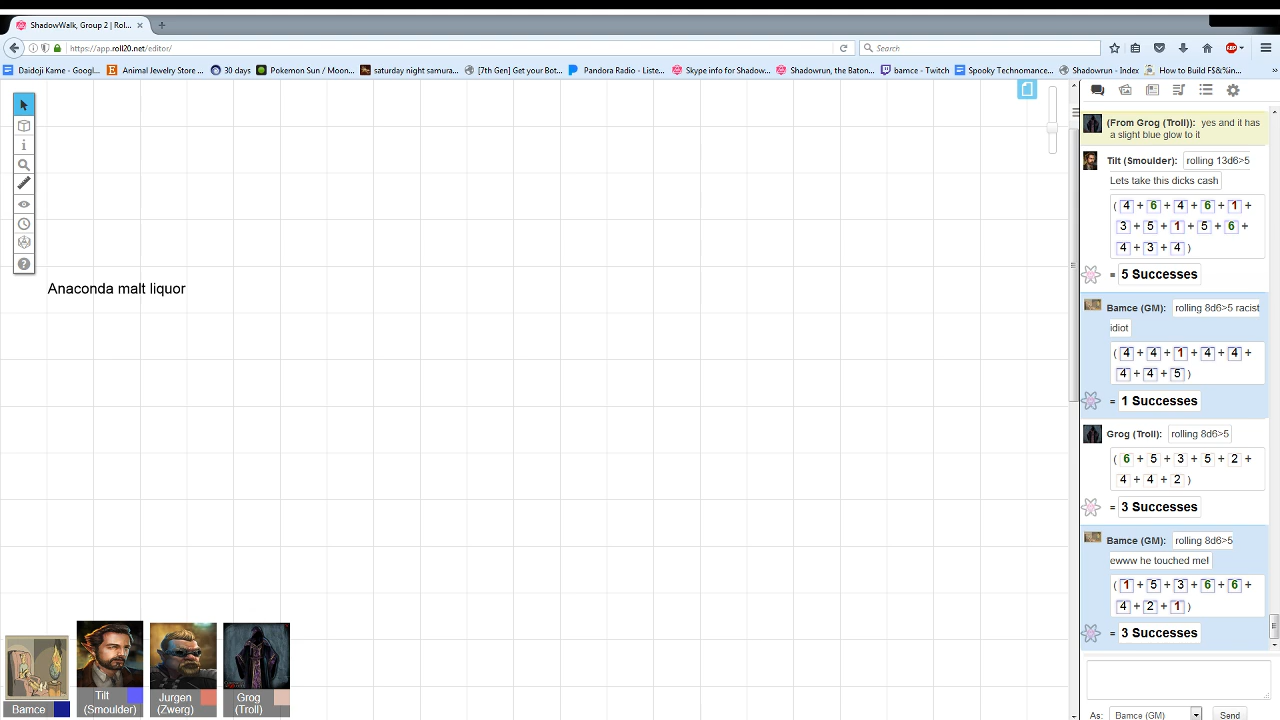 ShadowWalk, Group 2 | Rol...
https://app.roll20.net/editor/
Search
Daidoji Kame - Googl...
Animal Jewelry Store ...
30 days
Pokemon Sun / Moon...
saturday night samura...
[7th Gen] Get your Bot...
Pandora Radio - Liste...
Skype info for Shadow...
Shadowrun, the Baton...
bamce - Twitch
Spooky Technomance...
Shadowrun - Index
How to Build F$&%in...
ABP
Anaconda malt liquor
(From Grog (Troll)): yes and it has
a slight blue glow to it
Tilt (Smoulder): rolling 13d6>5
Lets take this dicks cash
( 4 + 6 + 4 + 6 + 1 +
3 + 5 + 1 + 5 + 6 +
4 + 3 + 4 )
= 5 Successes
Bamce (GM): rolling 8d6>5 racist
idiot
( 4 + 4 + 1 + 4 + 4 +
4 + 4 + 5 )
= 1 Successes
Grog (Troll): rolling 8d6>5
( 6 + 5 + 3 + 5 + 2 +
4 + 4 + 2 )
= 3 Successes
Bamce (GM): rolling 8d6>5
ewww he touched me!
( 1 + 5 + 3 + 6 + 6 +
4 + 2 + 1 )
= 3 Successes
As: Bamce (GM) Send
Bamce
Tilt
(Smoulder)
Jurgen
(Zwerg)
Grog
(Troll)